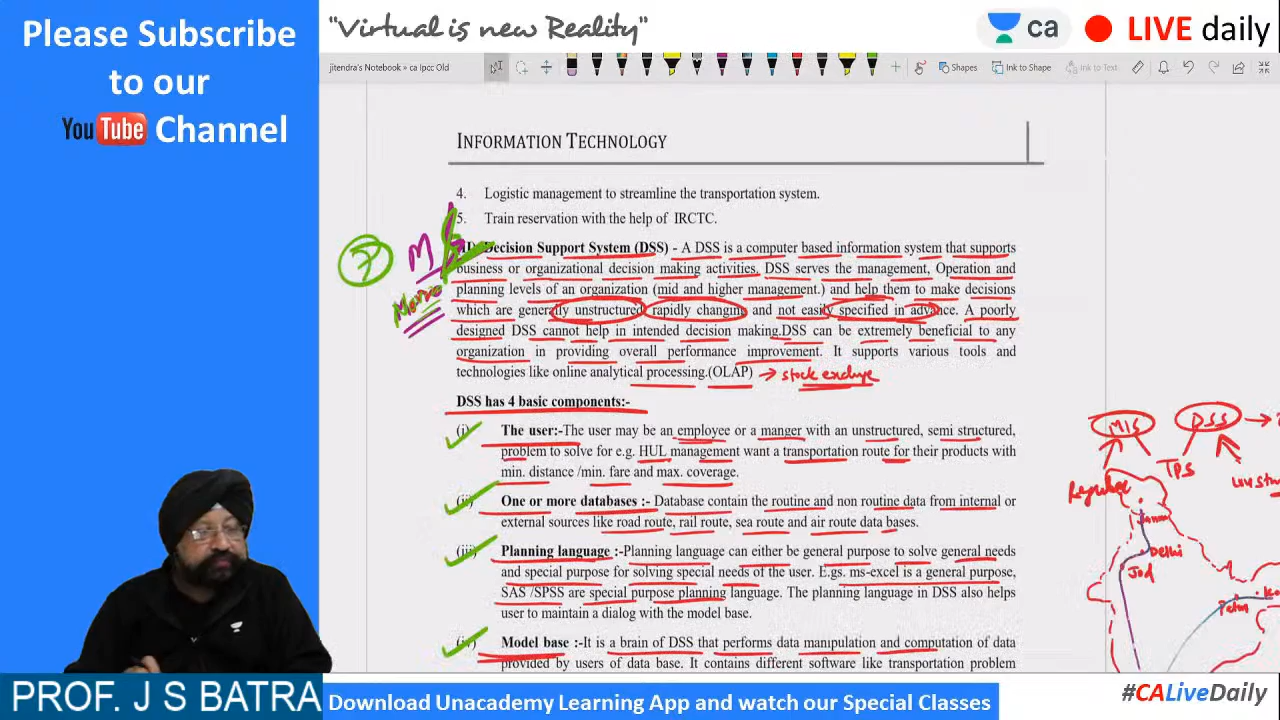 Please Subscribe
to our
YouTube Channel
"Virtual is new Reality"
ca LIVE daily
jitendra's Notebook » ca Ipcc Old
Shapes
Ink to Shape
Ink to Text
INFORMATION TECHNOLOGY
4. Logistic management to streamline the transportation system.
5. Train reservation with the help of IRCTC.
Decision Support System (DSS) - A DSS is a computer based information system that supports
business or organizational decision making activities. DSS serves the management, Operation and
planning levels of an organization (mid and higher management.) and help them to make decisions
which are generally unstructured rapidly changing and not easily specified in advance. A poorly
designed DSS cannot help in intended decision making.DSS can be extremely beneficial to any
organization in providing overall performance improvement. It supports various tools and
technologies like online analytical processing.(OLAP) → stock exchge
DSS has 4 basic components:-
(i) The user:-The user may be an employee or a manger with an unstructured, semi structured,
problem to solve for e.g. HUL management want a transportation route for their products with
min. distance /min. fare and max. coverage.
(ii) One or more databases :- Database contain the routine and non routine data from internal or
external sources like road route, rail route, sea route and air route data bases.
(iii) Planning language :-Planning language can either be general purpose to solve general needs
and special purpose for solving special needs of the user. E.gs. ms-excel is a general purpose,
SAS /SPSS are special purpose planning language. The planning language in DSS also helps
user to maintain a dialog with the model base.
(iv) Model base :-It is a brain of DSS that performs data manipulation and computation of data
provided by users of data base. It contains different software like transportation problem
MIS DSS →
TPS
Delhi
Jod
PROF. J S BATRA
Download Unacademy Learning App and watch our Special Classes
#CALiveDaily